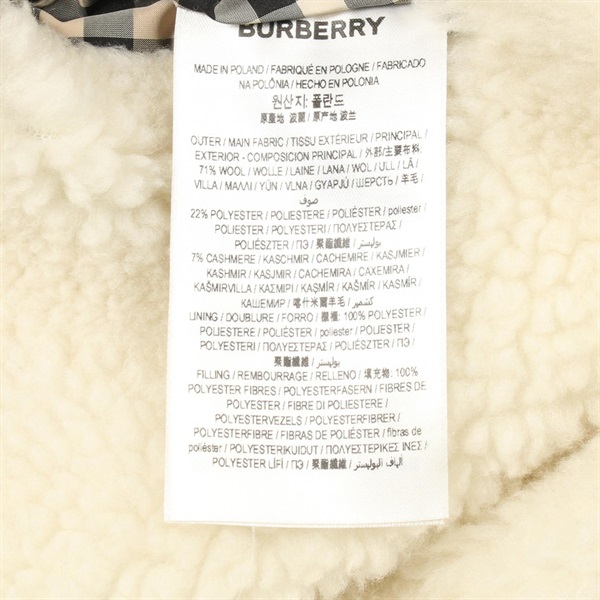 BURBERRY
MADE IN POLAND / FABRIQUÉ EN POLOGNE / FABRICADO
NA POLÔNIA / HECHO EN POLONIA
원산지: 폴란드
原產地 波蘭 / 原产地 波兰
OUTER / MAIN FABRIC / TISSU EXTÉRIEUR / PRINCIPAL /
EXTERIOR - COMPOSICION PRINCIPAL / 外部/主要布料
71% WOOL / WOLLE / LAINE / LANA / WOL / ULL / LÃ /
VILLA / ΜΑΛΛΙ / YÜN / VLNA / GYAPJÚ / ШЕРСТЬ / 羊毛 /
صوف
22% POLYESTER / POLIESTERE / POLIÉSTER / poliester /
POLIESTER / POLYESTERI / ΠΟΛΥΕΣΤΕΡΑΣ /
POLIÉSZTER / ПЭ / 聚酯纖維 / بوليستر
7% CASHMERE / KASCHMIR / CACHEMIRE / KASJMIER /
KASHMIR / KASJMIR / CACHEMIRA / CAXEMIRA /
KAŠMIRVILLA / ΚΑΣΜΙΡΙ / KAŞMİR / KAŠMÍR / KASMÍR /
КАШЕМИР / 喀什米爾羊毛 / كشمير
LINING / DOUBLURE / FORRO / 襯裡: 100% POLYESTER /
POLIESTERE / POLIÉSTER / poliester / POLIESTER /
POLYESTERI / ΠΟΛΥΕΣΤΕΡΑΣ / POLIÉSZTER / ПЭ /
聚酯纖維 / بوليستر
FILLING / REMBOURRAGE / RELLENO / 填充物: 100%
POLYESTER FIBRES / POLYESTERFASERN / FIBRES DE
POLYESTER / FIBRE DI POLIESTERE /
POLYESTERVEZELS / POLYESTERFIBRER /
POLYESTERFIBRE / FIBRAS DE POLIÉSTER / fibras de
poliéster / POLYESTERIKUIDUT / ΠΟΛΥΕΣΤΕΡΙΚΕΣ ΙΝΕΣ /
POLYESTER LİFİ / ПЭ / 聚酯纖維 / ألياف البوليستر